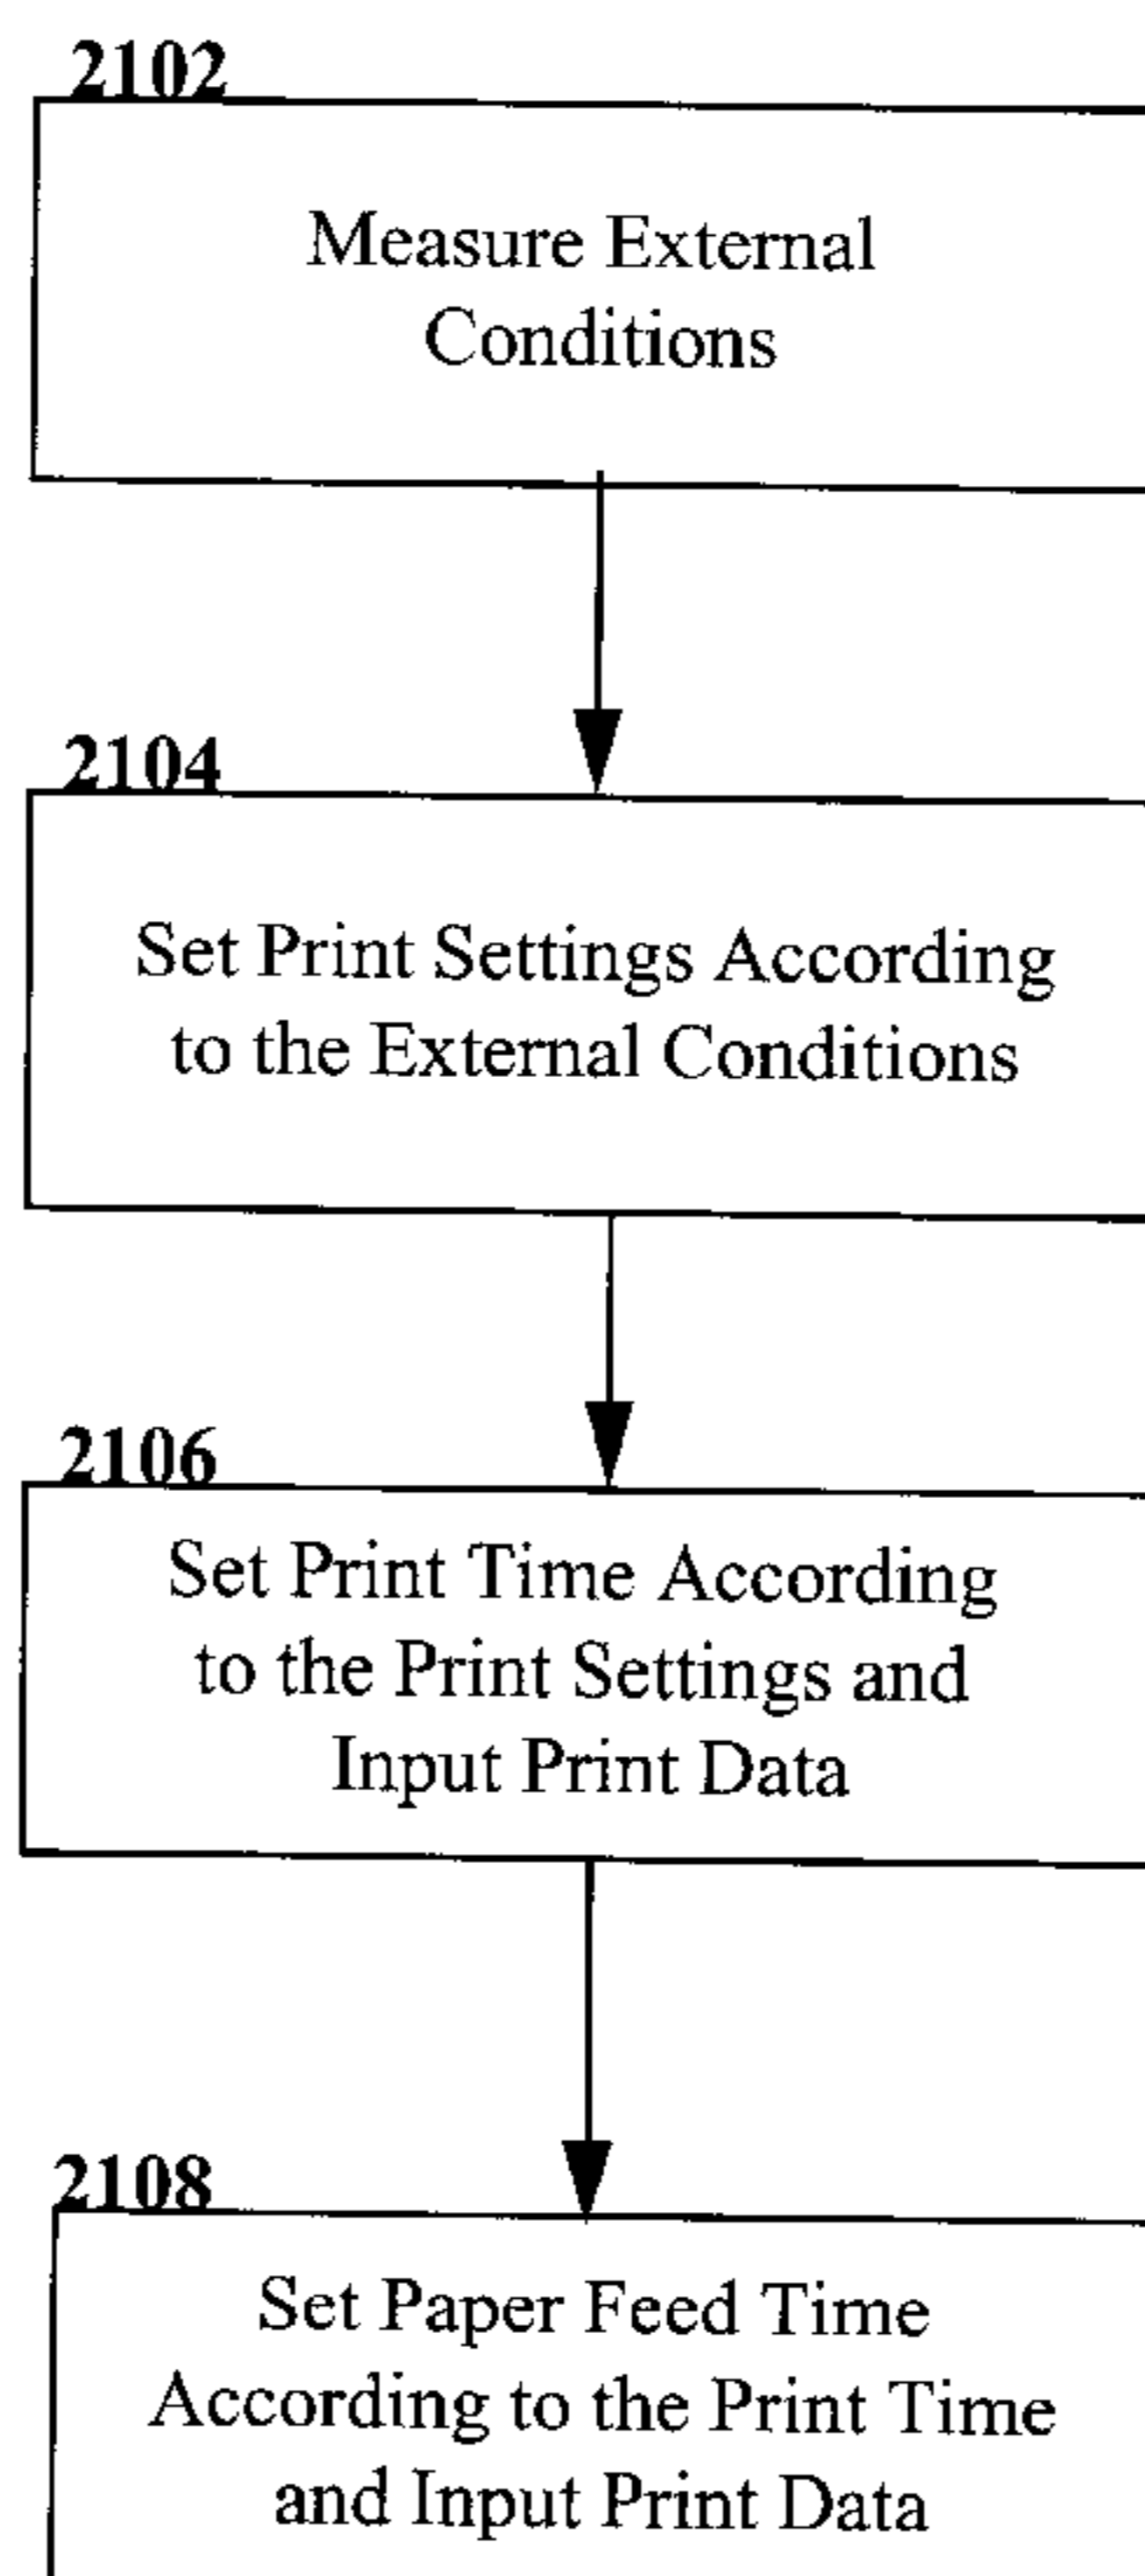 2102
Measure External
Conditions
2104
Set Print Settings According
to the External Conditions
2106
Set Print Time According
to the Print Settings and
Input Print Data
2108
Set Paper Feed Time
According to the Print Time
and Input Print Data